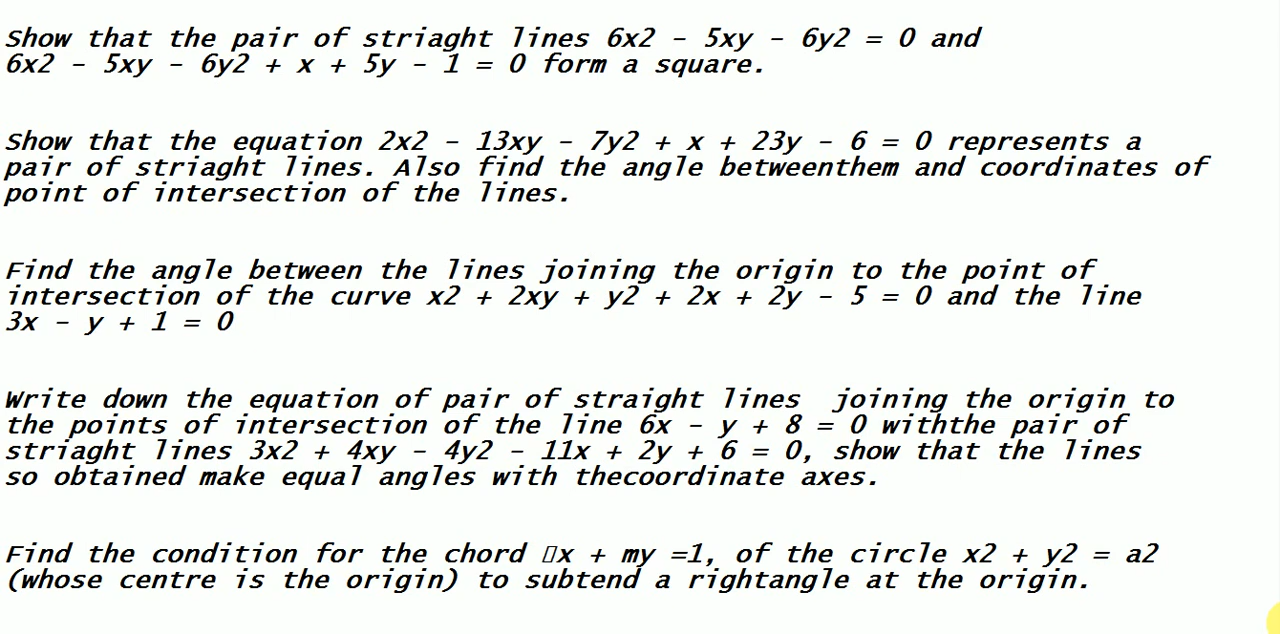 Show that the pair of striaght lines 6x2 - 5xy - 6y2 = 0 and
6x2 - 5xy - 6y2 + x + 5y - 1 = 0 form a square.
Show that the equation 2x2 - 13xy - 7y2 + x + 23y - 6 = 0 represents a
pair of striaght lines. Also find the angle betweenthem and coordinates of
point of intersection of the lines.
Find the angle between the lines joining the origin to the point of
intersection of the curve x2 + 2xy + y2 + 2x + 2y - 5 = 0 and the line
3x - y + 1 = 0
Write down the equation of pair of straight lines  joining the origin to
the points of intersection of the line 6x - y + 8 = 0 withthe pair of
striaght lines 3x2 + 4xy - 4y2 - 11x + 2y + 6 = 0, show that the lines
so obtained make equal angles with thecoordinate axes.
Find the condition for the chord ▯x + my =1, of the circle x2 + y2 = a2
(whose centre is the origin) to subtend a rightangle at the origin.